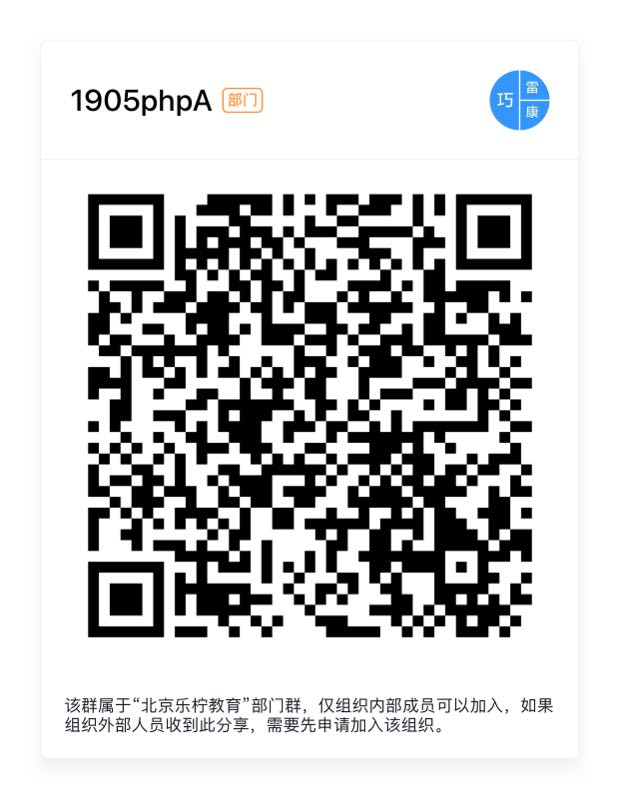 1905phpA 部门
巧 雷
康
该群属于“北京乐柠教育”部门群，仅组织内部成员可以加入，如果
组织外部人员收到此分享，需要先申请加入该组织。